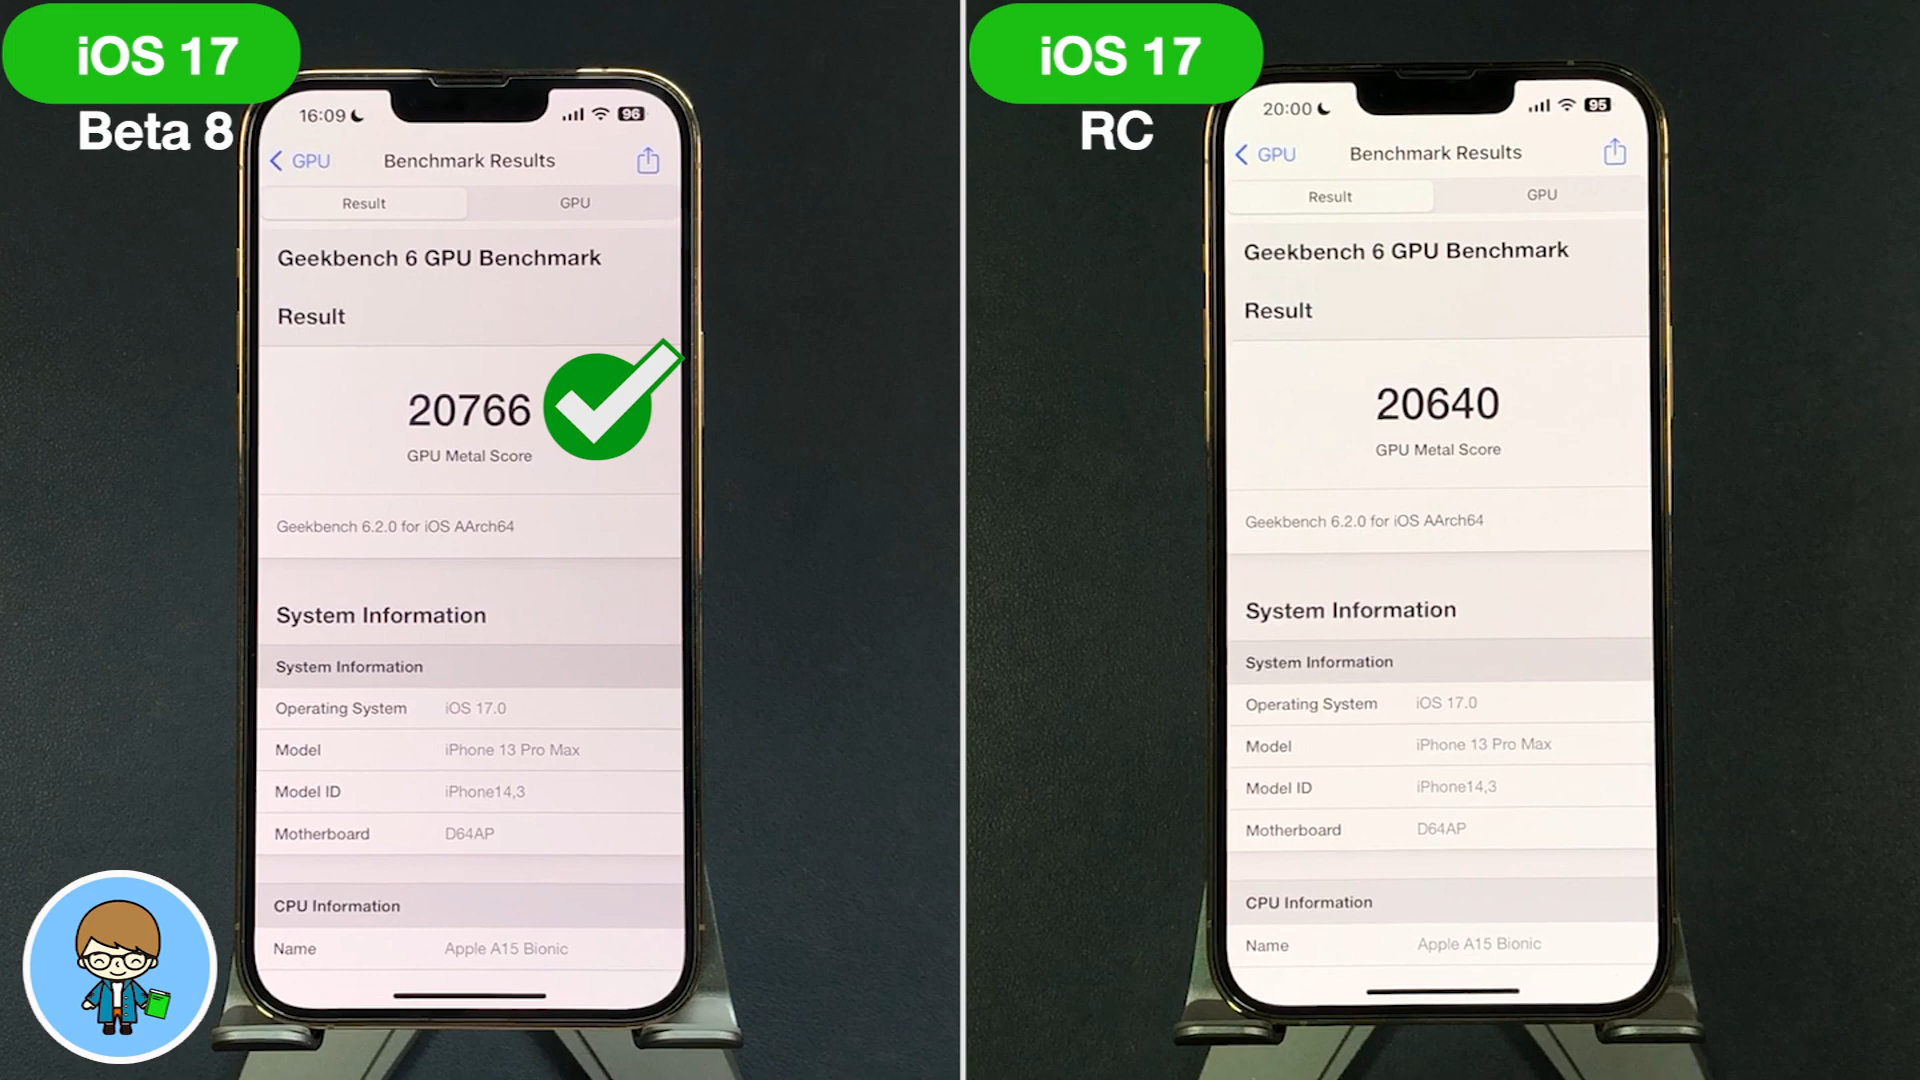 iOS 17
Beta 8
16:09
96
GPU
Benchmark Results
Result
GPU
Geekbench 6 GPU Benchmark
Result
20766
GPU Metal Score
Geekbench 6.2.0 for iOS AArch64
System Information
System Information
Operating System iOS 17.0
Model iPhone 13 Pro Max
Model ID iPhone14,3
Motherboard D64AP
CPU Information
Name Apple A15 Bionic
iOS 17
RC
20:00
95
GPU
Benchmark Results
Result
GPU
Geekbench 6 GPU Benchmark
Result
20640
GPU Metal Score
Geekbench 6.2.0 for iOS AArch64
System Information
System Information
Operating System iOS 17.0
Model iPhone 13 Pro Max
Model ID iPhone14,3
Motherboard D64AP
CPU Information
Name Apple A15 Bionic